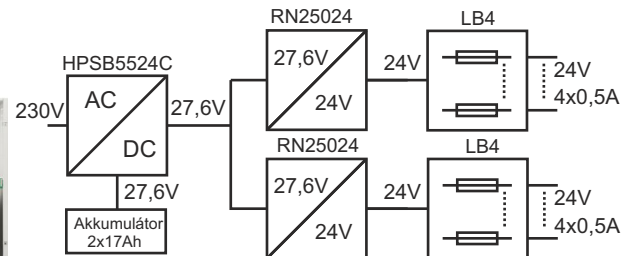 RN25024
LB4
HPSB5524C
27,6V
24V
24V
24V
4x0,5A
230V
AC
DC
27,6V
RN25024
LB4
27,6V
27,6V
24V
24V
24V
4x0,5A
Akkumulátor
2x17Ah